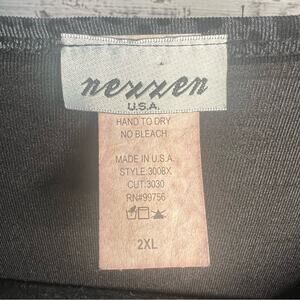 nexxen
U.S.A.
HAND TO DRY
NO BLEACH
MADE IN U.S.A.
STYLE:3008X
CUT:3030
RN#99756
2XL